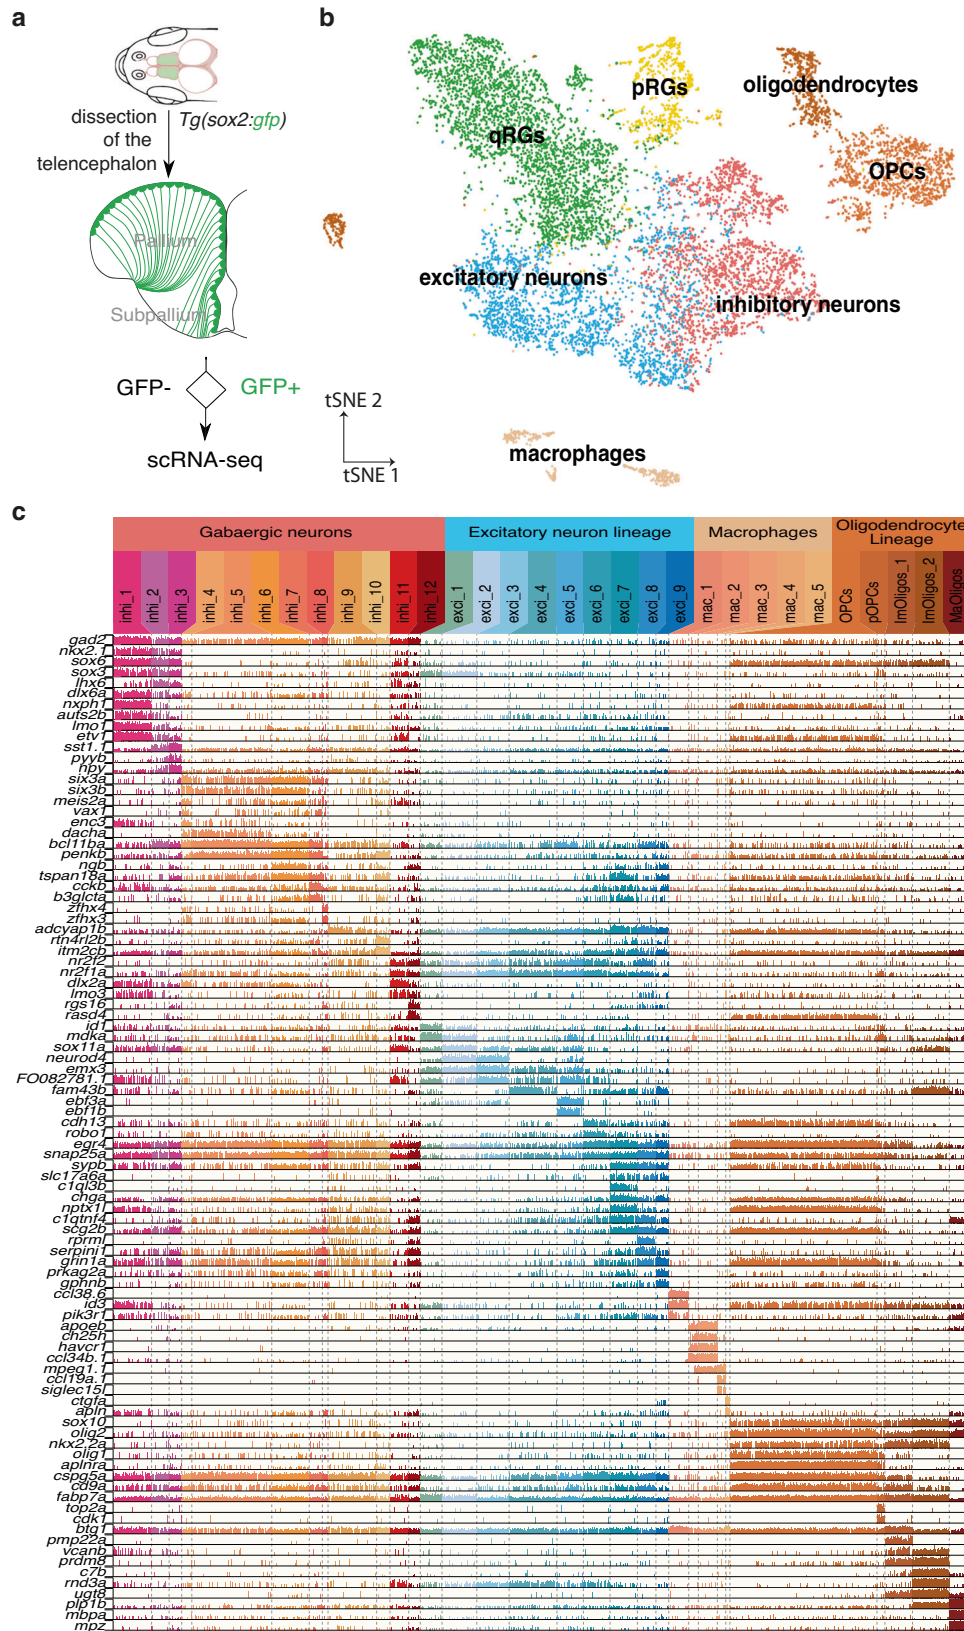 a
dissection
of the
telencephalon
Tg(sox2:gfp)
Pallium
Subpallium
GFP-
GFP+
scRNA-seq
b
pRGs
oligodendrocytes
qRGs
OPCs
excitatory neurons
inhibitory neurons
macrophages
tSNE 2
tSNE 1
c
Gabaergic neurons
Excitatory neuron lineage
Macrophages
Oligodendrocyte
Lineage
inhi_1
inhi_2
inhi_3
inhi_4
inhi_5
inhi_6
inhi_7
inhi_8
inhi_9
inhi_10
inhi_11
inhi_12
exci_1
exci_2
exci_3
exci_4
exci_5
exci_6
exci_7
exci_8
exci_9
mac_1
mac_2
mac_3
mac_4
mac_5
OPCs
pOPCs
ImOligos_1
ImOligos_2
MaOligos
gad2
nkx2.1
sox6
sox3
lhx6
dlx6a
nxph1
auts2b
lmo1
etv1
sst1.1
pyyb
npy
six3a
six3b
meis2a
vax1
enc3
dacha
bcl11ba
penkb
ngb
tspan18a
cckb
b3glcta
zfhx4
zfhx3
adcyap1b
rtn4rl2b
itm2cb
nr2f2
nr2f1a
dlx2a
lmo3
rgs16
rasd4
id1
mdka
sox11a
neurod4
emx3
FO082781.1
fam43b
ebf3a
ebf1b
cdh13
robo1
egr4
snap25a
sypb
slc17a6a
c1ql3b
chga
nptx1l
c1qtnf4
scg2b
rprml
serpini1
grin1a
prkag2a
gphnb
ccl38.6
id3
pik3r1
apoeb
ch25h
havcr1
ccl34b.1
mpeg1.1
ccl19a.1
siglec15l
ctgfa
apln
sox10
olig2
nkx2.2a
olig1
aplnra
cspg5a
cd9a
fabp7a
top2a
cdk1
btg1
pmp22a
vcanb
prdm8
c7b
rnd3a
ugt8
plp1b
mbpa
mpz